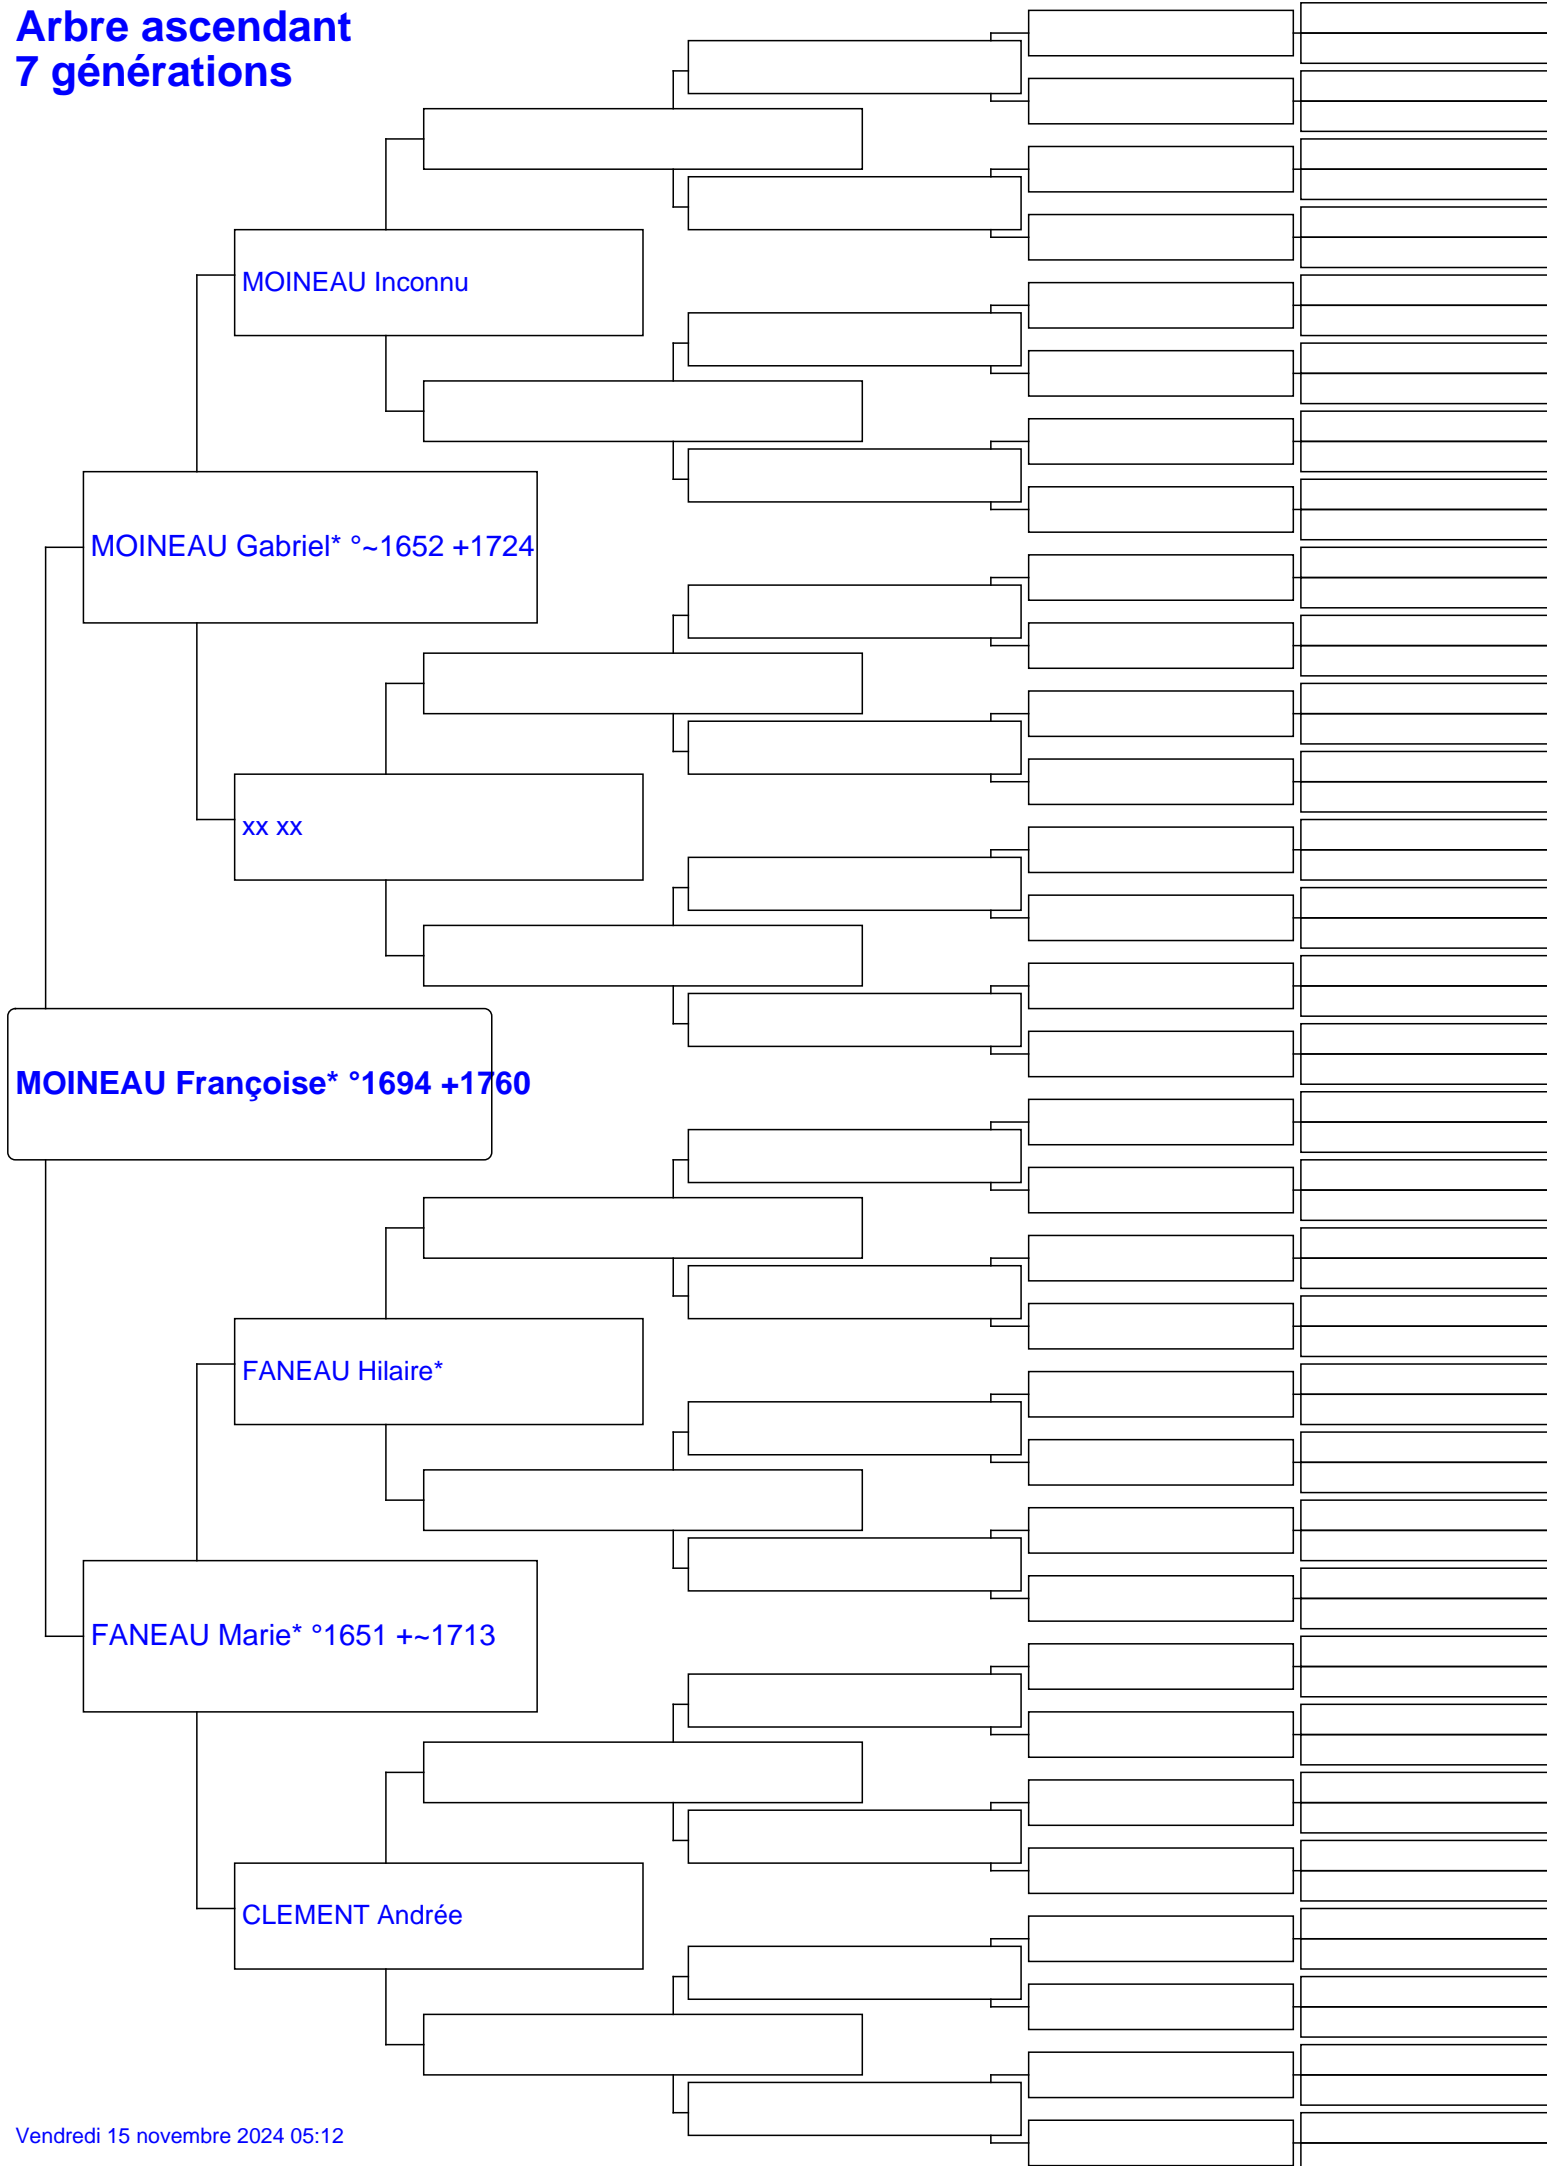 Arbre ascendant
7 générations
MOINEAU Inconnu
MOINEAU Gabriel* °~1652 +1724
xx xx
MOINEAU Françoise* °1694 +1760
FANEAU Hilaire*
FANEAU Marie* °1651 +~1713
CLEMENT Andrée
Vendredi 15 novembre 2024 05:12